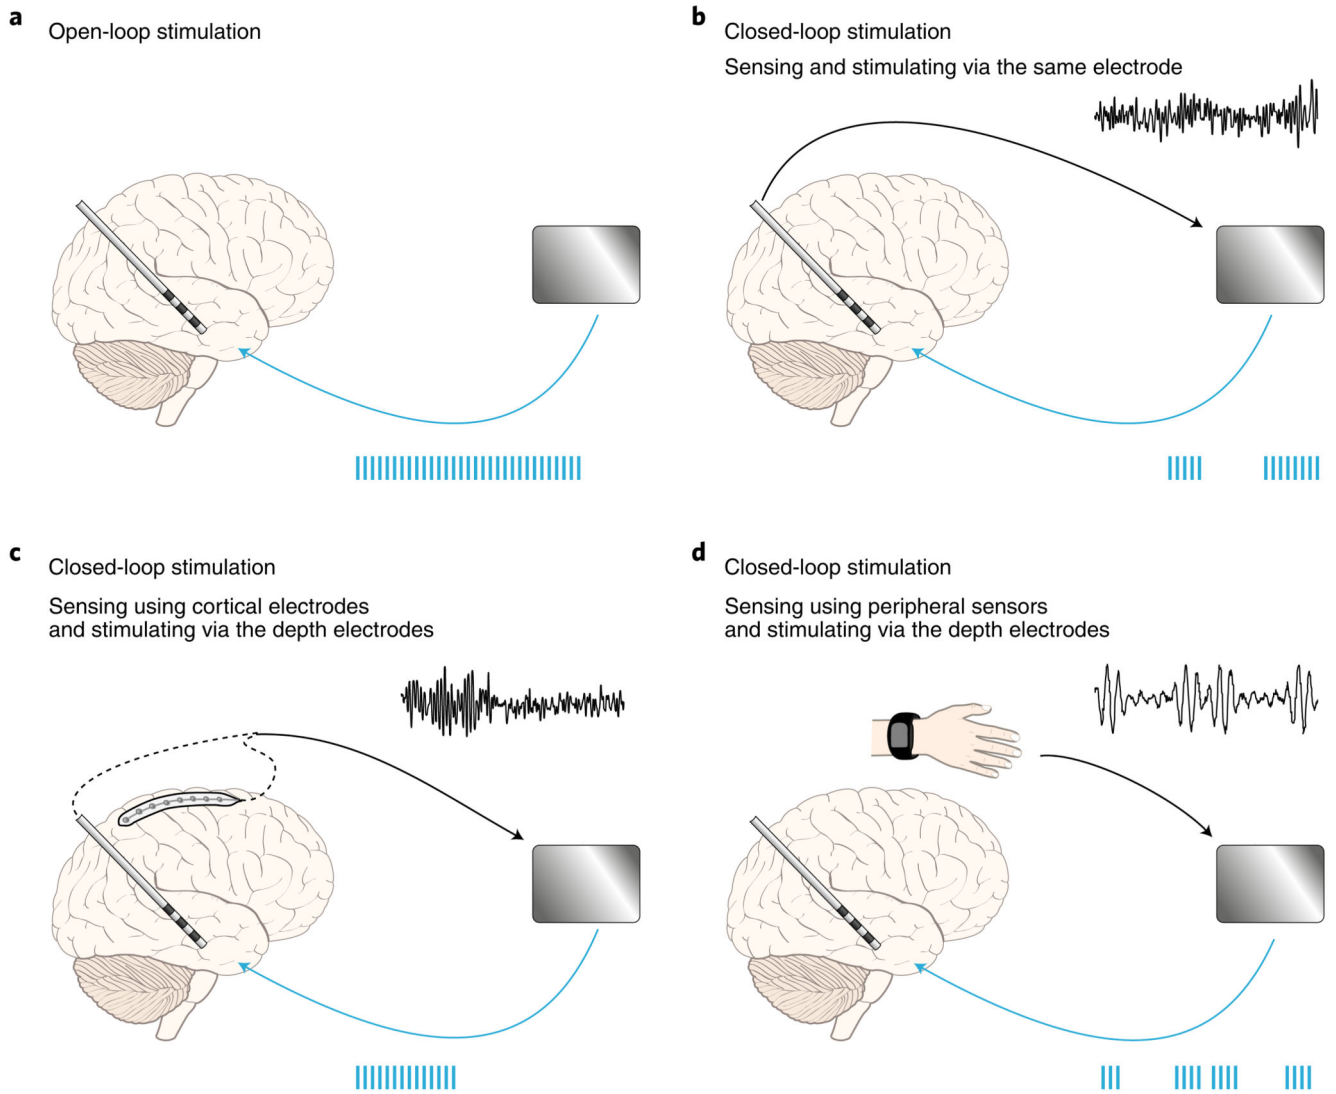 a
Open-loop stimulation
b
Closed-loop stimulation
Sensing and stimulating via the same electrode
c
Closed-loop stimulation
Sensing using cortical electrodes
and stimulating via the depth electrodes
d
Closed-loop stimulation
Sensing using peripheral sensors
and stimulating via the depth electrodes